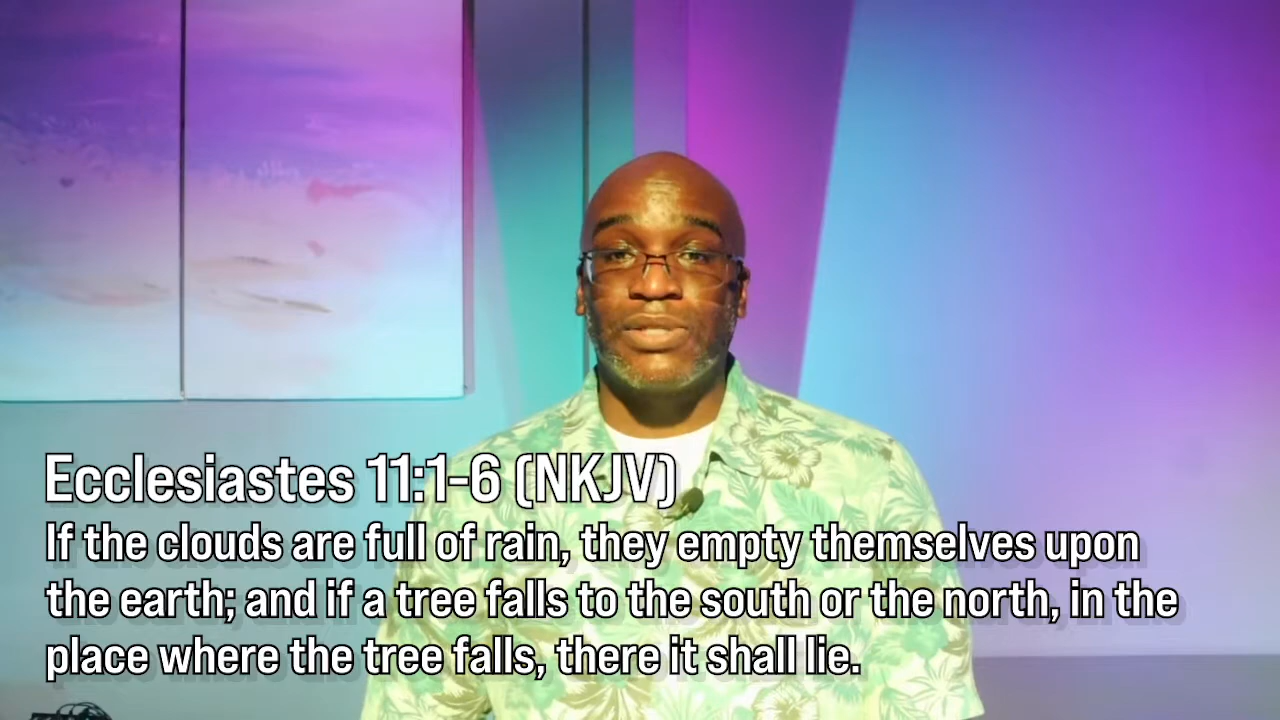 Ecclesiastes 11:1-6 (NKJV)
If the clouds are full of rain, they empty themselves upon
the earth; and if a tree falls to the south or the north, in the
place where the tree falls, there it shall lie.